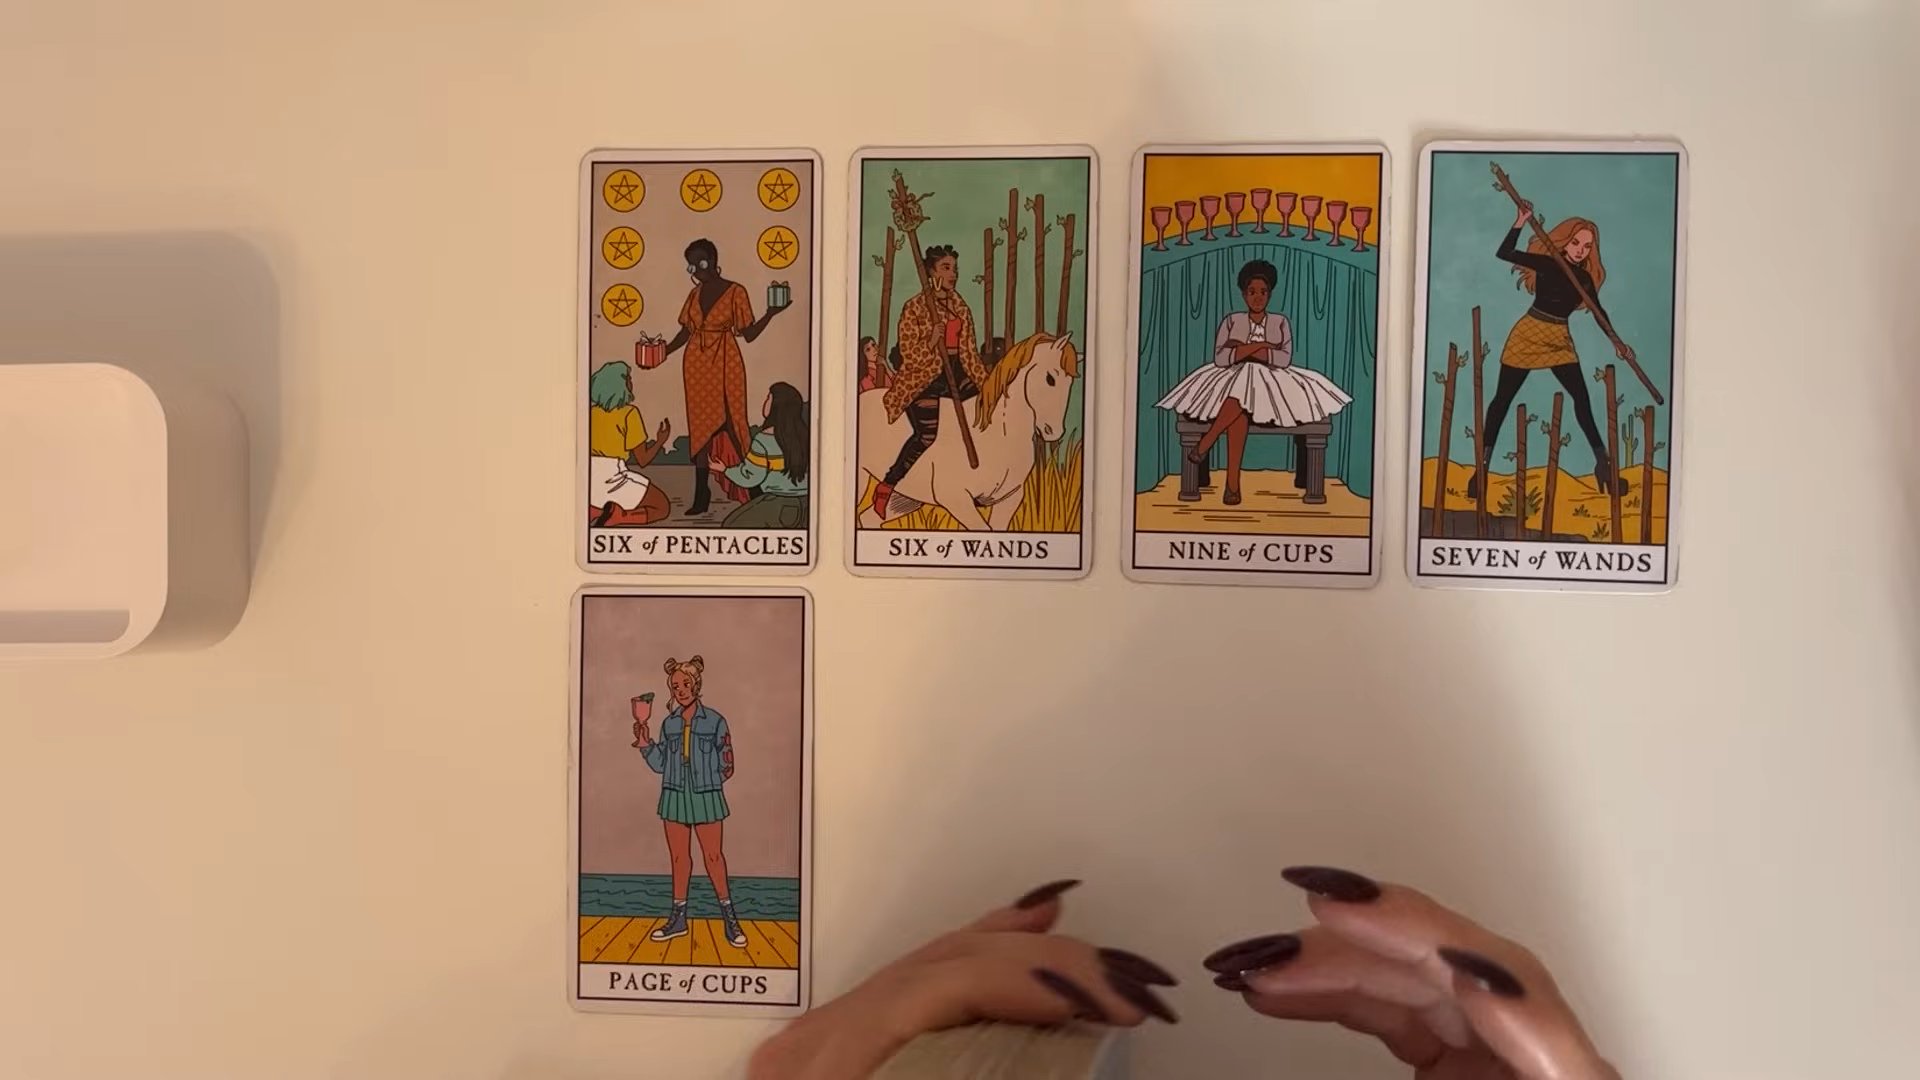 SIX of PENTACLES
SIX of WANDS
NINE of CUPS
SEVEN of WANDS
PAGE of CUPS